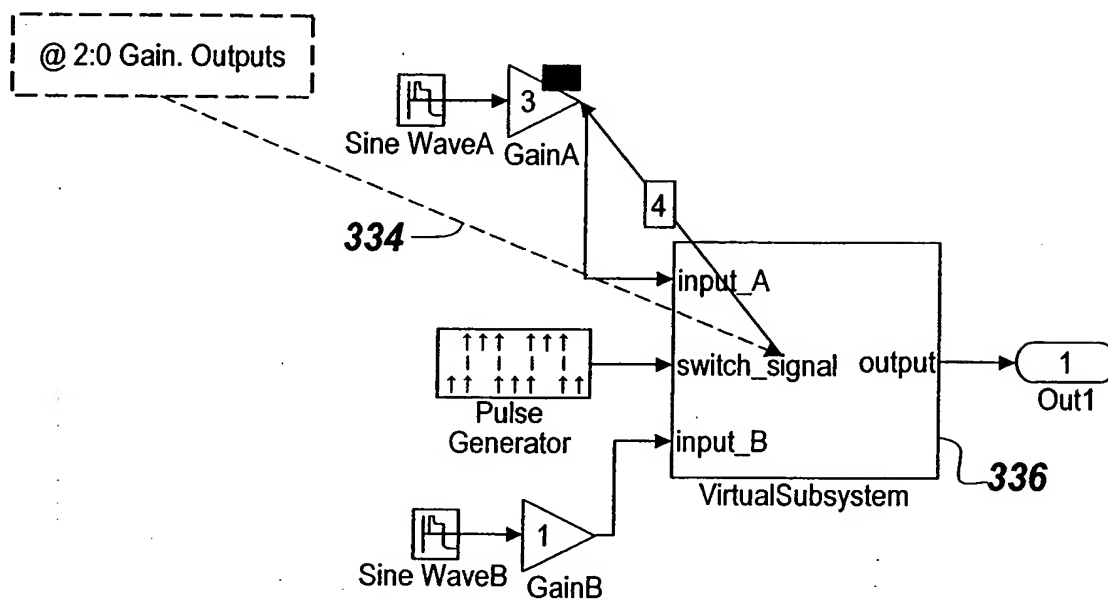 @ 2:0 Gain. Outputs
3
Sine WaveA
GainA
4
334
input_A
switch_signal
output
1
Out1
Pulse
Generator
input_B
336
VirtualSubsystem
1
Sine WaveB
GainB